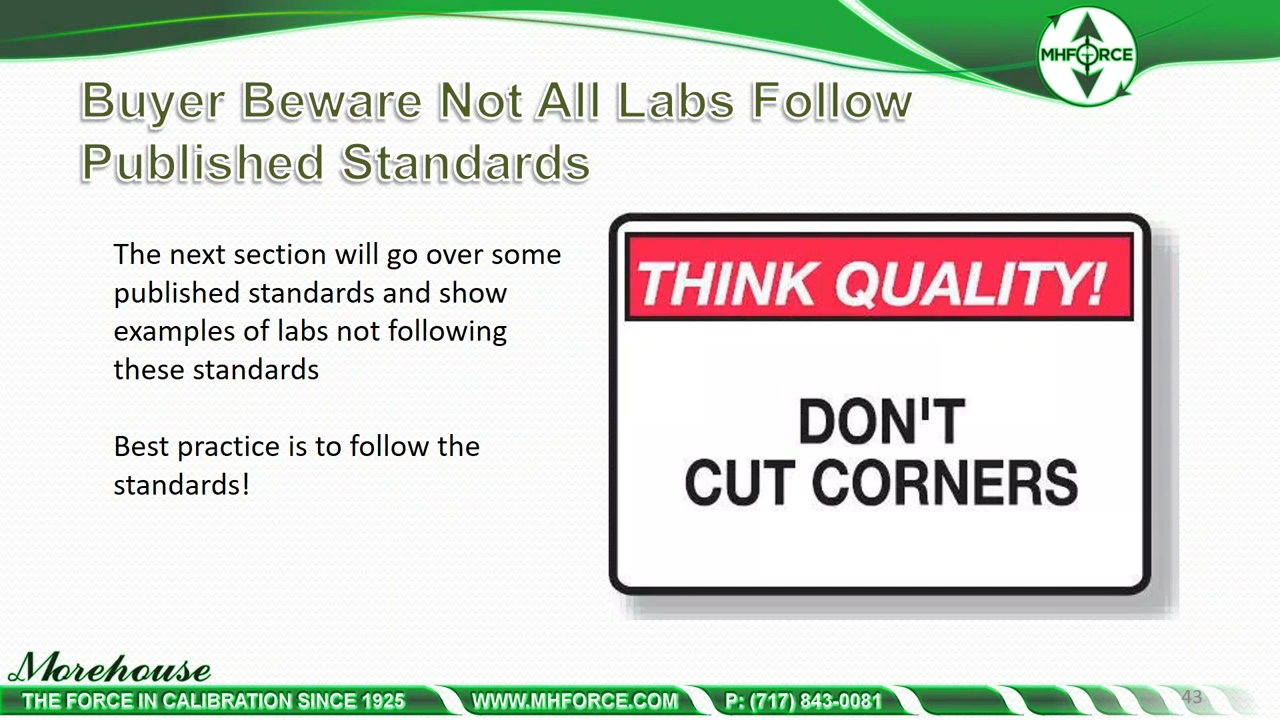 MHFORCE
Buyer Beware Not All Labs Follow
Published Standards
The next section will go over some
published standards and show
examples of labs not following
these standards
Best practice is to follow the
standards!
THINK QUALITY!
DON'T
CUT CORNERS
Morehouse
THE FORCE IN CALIBRATION SINCE 1925
WWW.MHFORCE.COM
P: (717) 843-0081
43